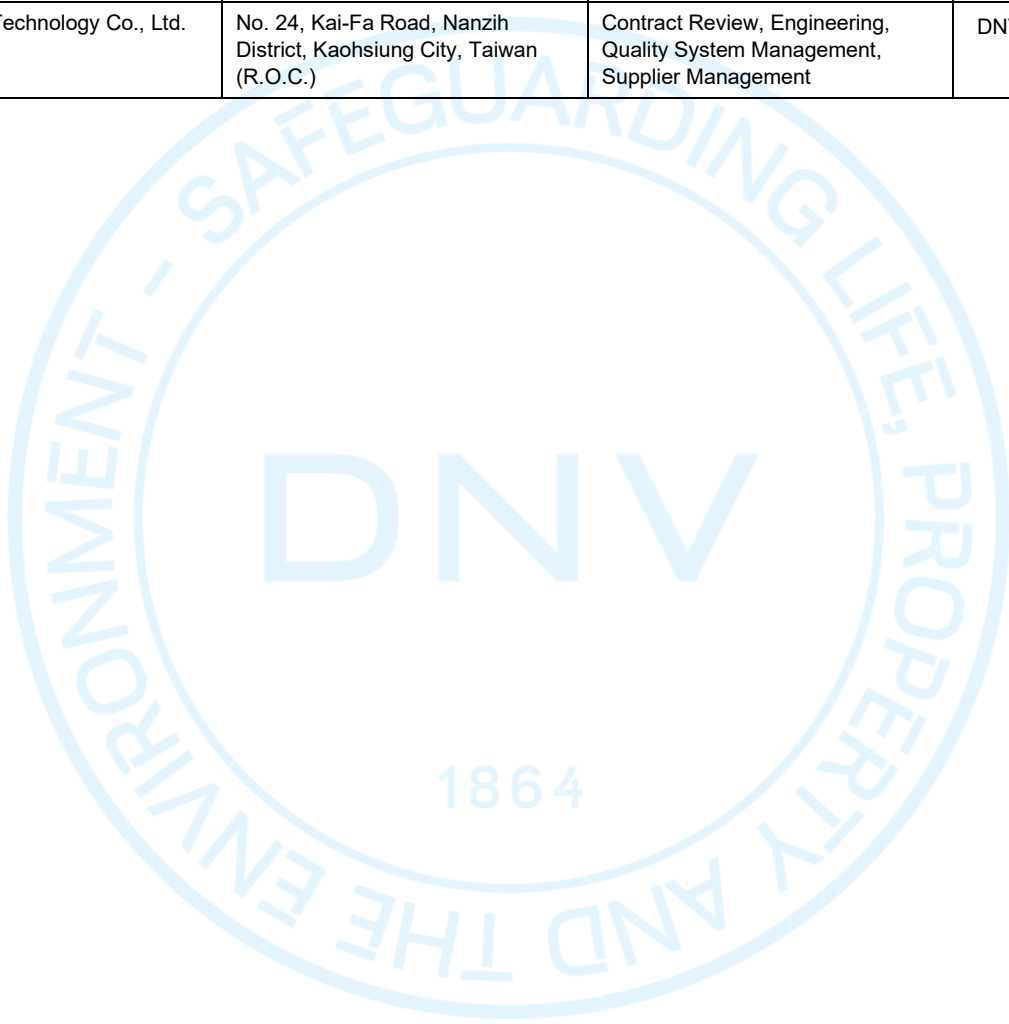 Technology Co., Ltd.
No. 24, Kai-Fa Road, Nanzih
District, Kaohsiung City, Taiwan
(R.O.C.)
Contract Review, Engineering,
Quality System Management,
Supplier Management
DNV
SAFEGUARDING LIFE, PROPERTY AND THE ENVIRONMENT -
DNV
1864